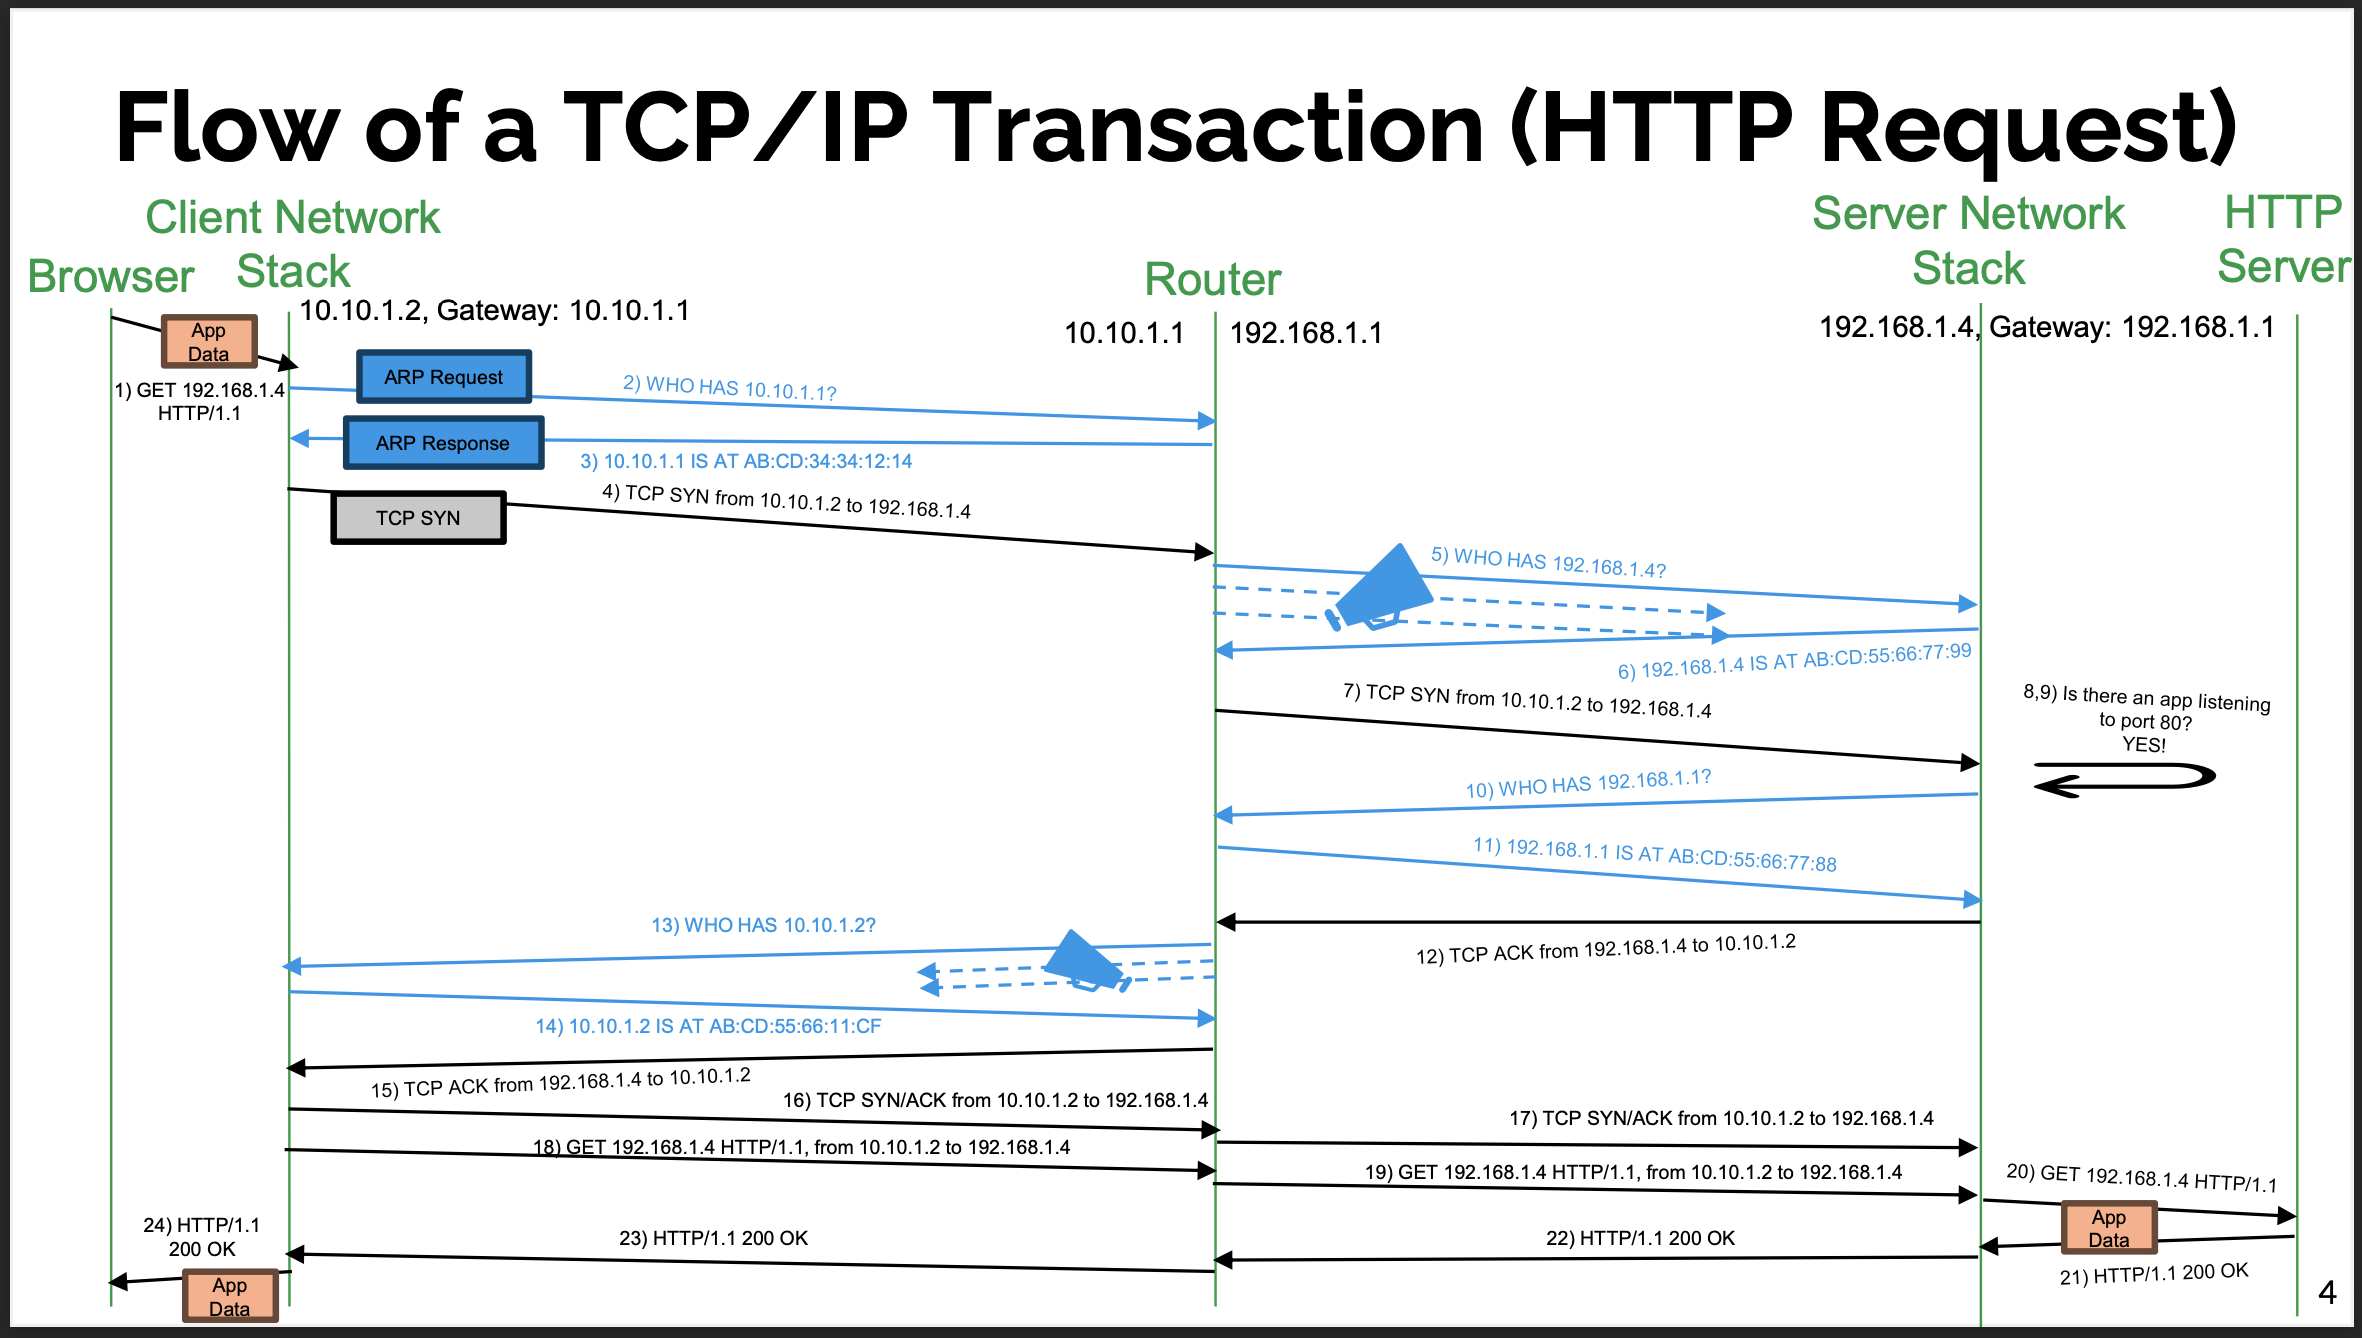 Flow of a TCP/IP Transaction (HTTP Request)
Browser
Client Network
Stack
Router
Server Network
Stack
HTTP
Server
10.10.1.2, Gateway: 10.10.1.1
10.10.1.1
192.168.1.1
192.168.1.4, Gateway: 192.168.1.1
App
Data
1) GET 192.168.1.4
HTTP/1.1
ARP Request
2) WHO HAS 10.10.1.1?
ARP Response
3) 10.10.1.1 IS AT AB:CD:34:34:12:14
TCP SYN
4) TCP SYN from 10.10.1.2 to 192.168.1.4
5) WHO HAS 192.168.1.4?
6) 192.168.1.4 IS AT AB:CD:55:66:77:99
7) TCP SYN from 10.10.1.2 to 192.168.1.4
8,9) Is there an app listening
to port 80?
YES!
10) WHO HAS 192.168.1.1?
11) 192.168.1.1 IS AT AB:CD:55:66:77:88
12) TCP ACK from 192.168.1.4 to 10.10.1.2
13) WHO HAS 10.10.1.2?
14) 10.10.1.2 IS AT AB:CD:55:66:11:CF
15) TCP ACK from 192.168.1.4 to 10.10.1.2
16) TCP SYN/ACK from 10.10.1.2 to 192.168.1.4
17) TCP SYN/ACK from 10.10.1.2 to 192.168.1.4
18) GET 192.168.1.4 HTTP/1.1, from 10.10.1.2 to 192.168.1.4
19) GET 192.168.1.4 HTTP/1.1, from 10.10.1.2 to 192.168.1.4
20) GET 192.168.1.4 HTTP/1.1
App
Data
21) HTTP/1.1 200 OK
22) HTTP/1.1 200 OK
23) HTTP/1.1 200 OK
24) HTTP/1.1
200 OK
App
Data
4